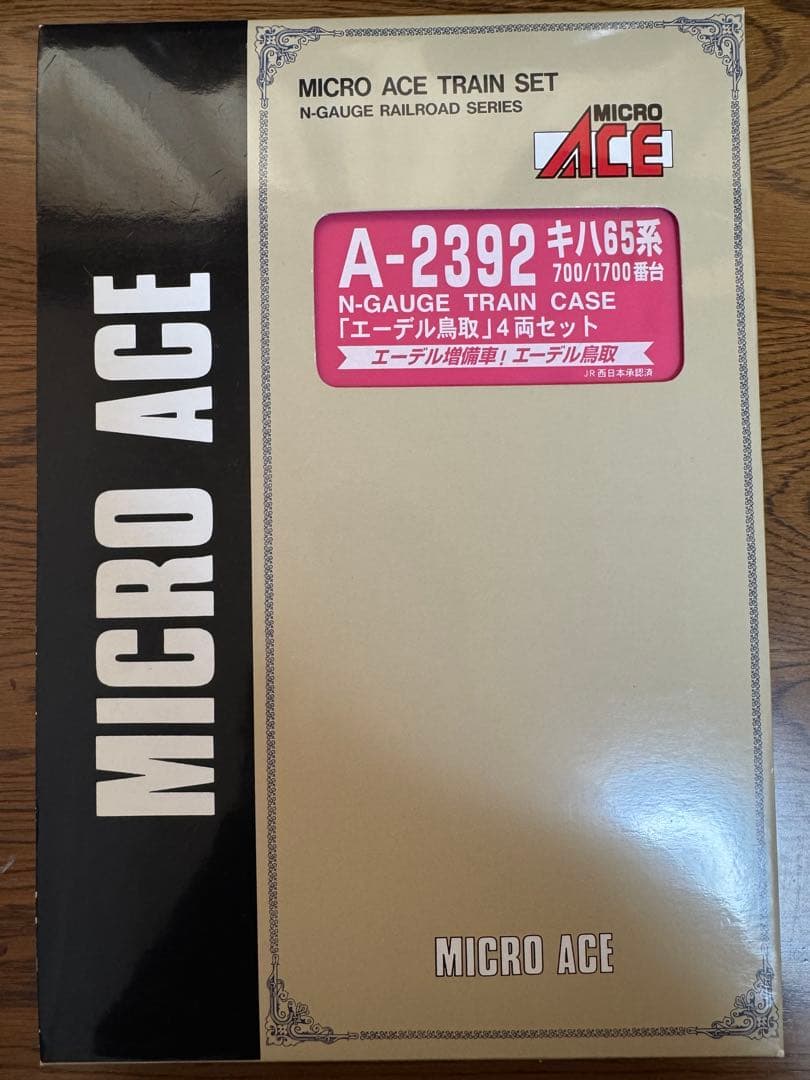 MICRO ACE
MICRO ACE TRAIN SET
N-GAUGE RAILROAD SERIES
MICRO
ACE
A-2392 キハ65系
700/1700番台
N-GAUGE TRAIN CASE
「エーデル鳥取」4両セット
エーデル増備車!エーデル鳥取
JR西日本承認済
MICRO ACE